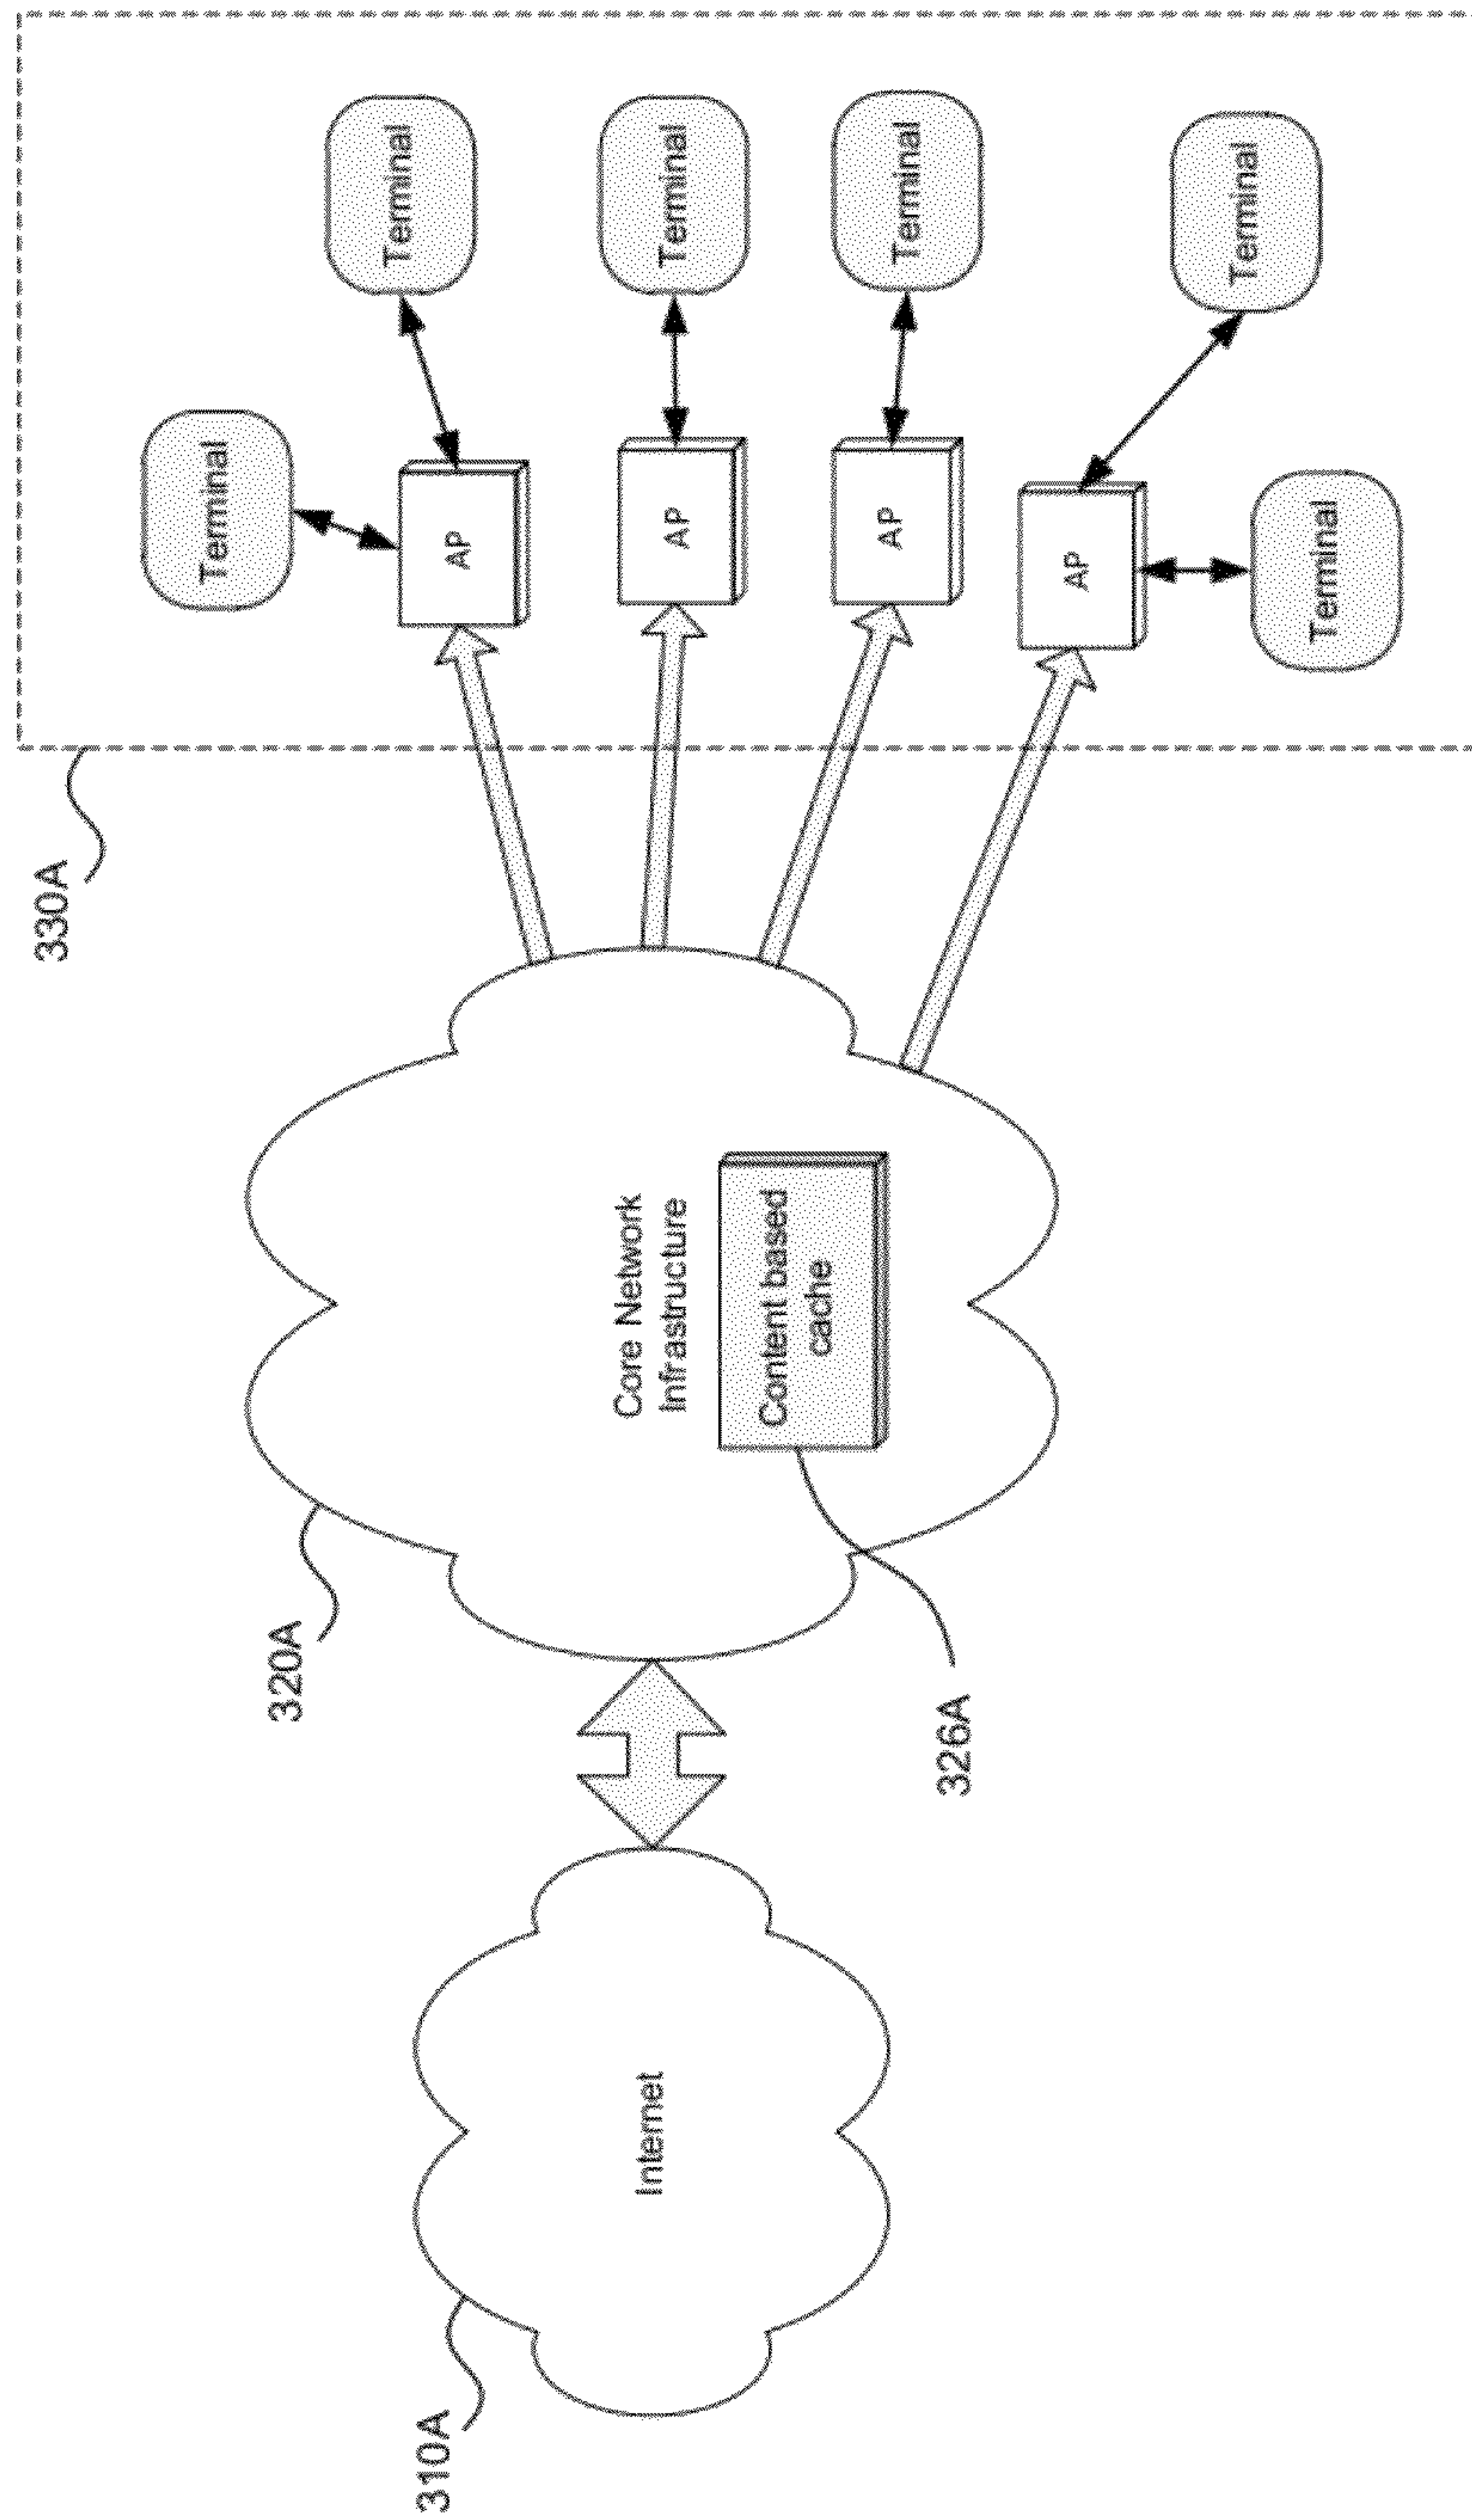 310A
Internet
320A
Core Network
Infrastructure
Content based
cache
326A
330A
Terminal
Terminal
AP
Terminal
AP
Terminal
AP
Terminal
AP
Terminal